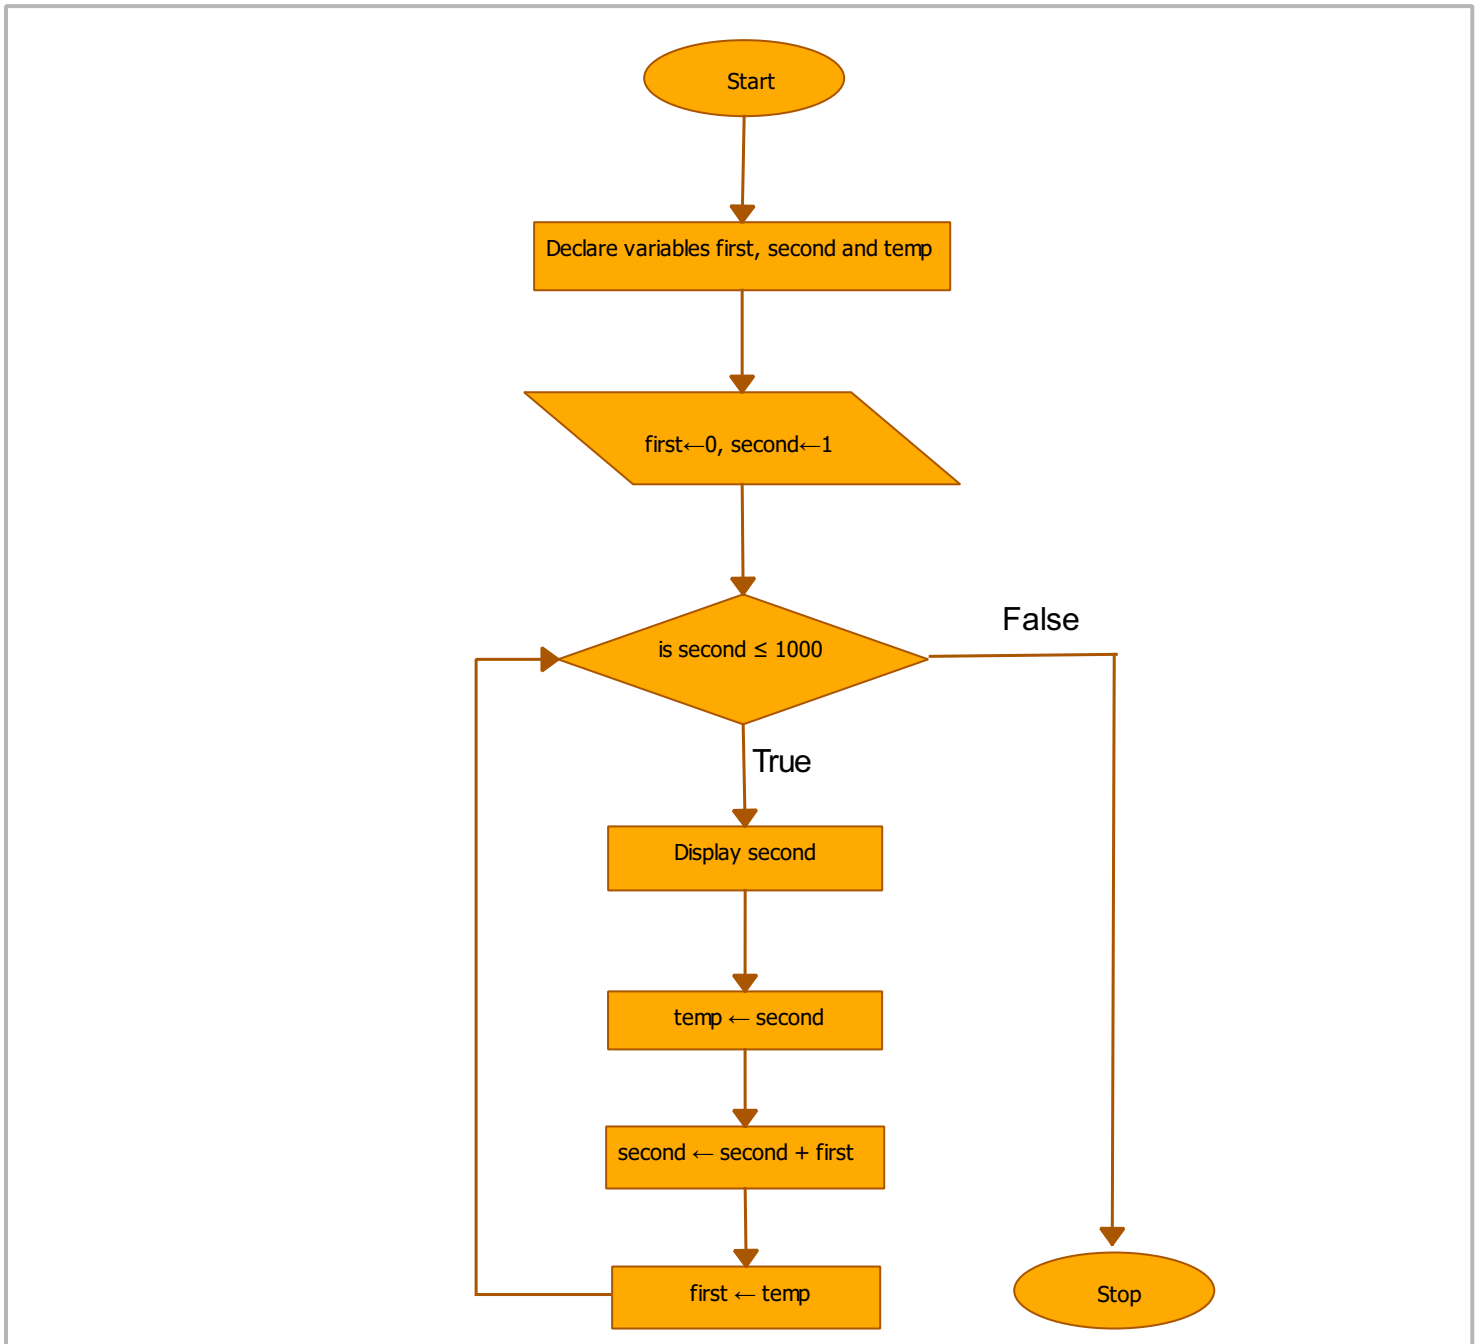 Start
Declare variables first, second and temp
first←0, second←1
is second ≤ 1000
False
True
Display second
temp ← second
second ← second + first
first ← temp
Stop